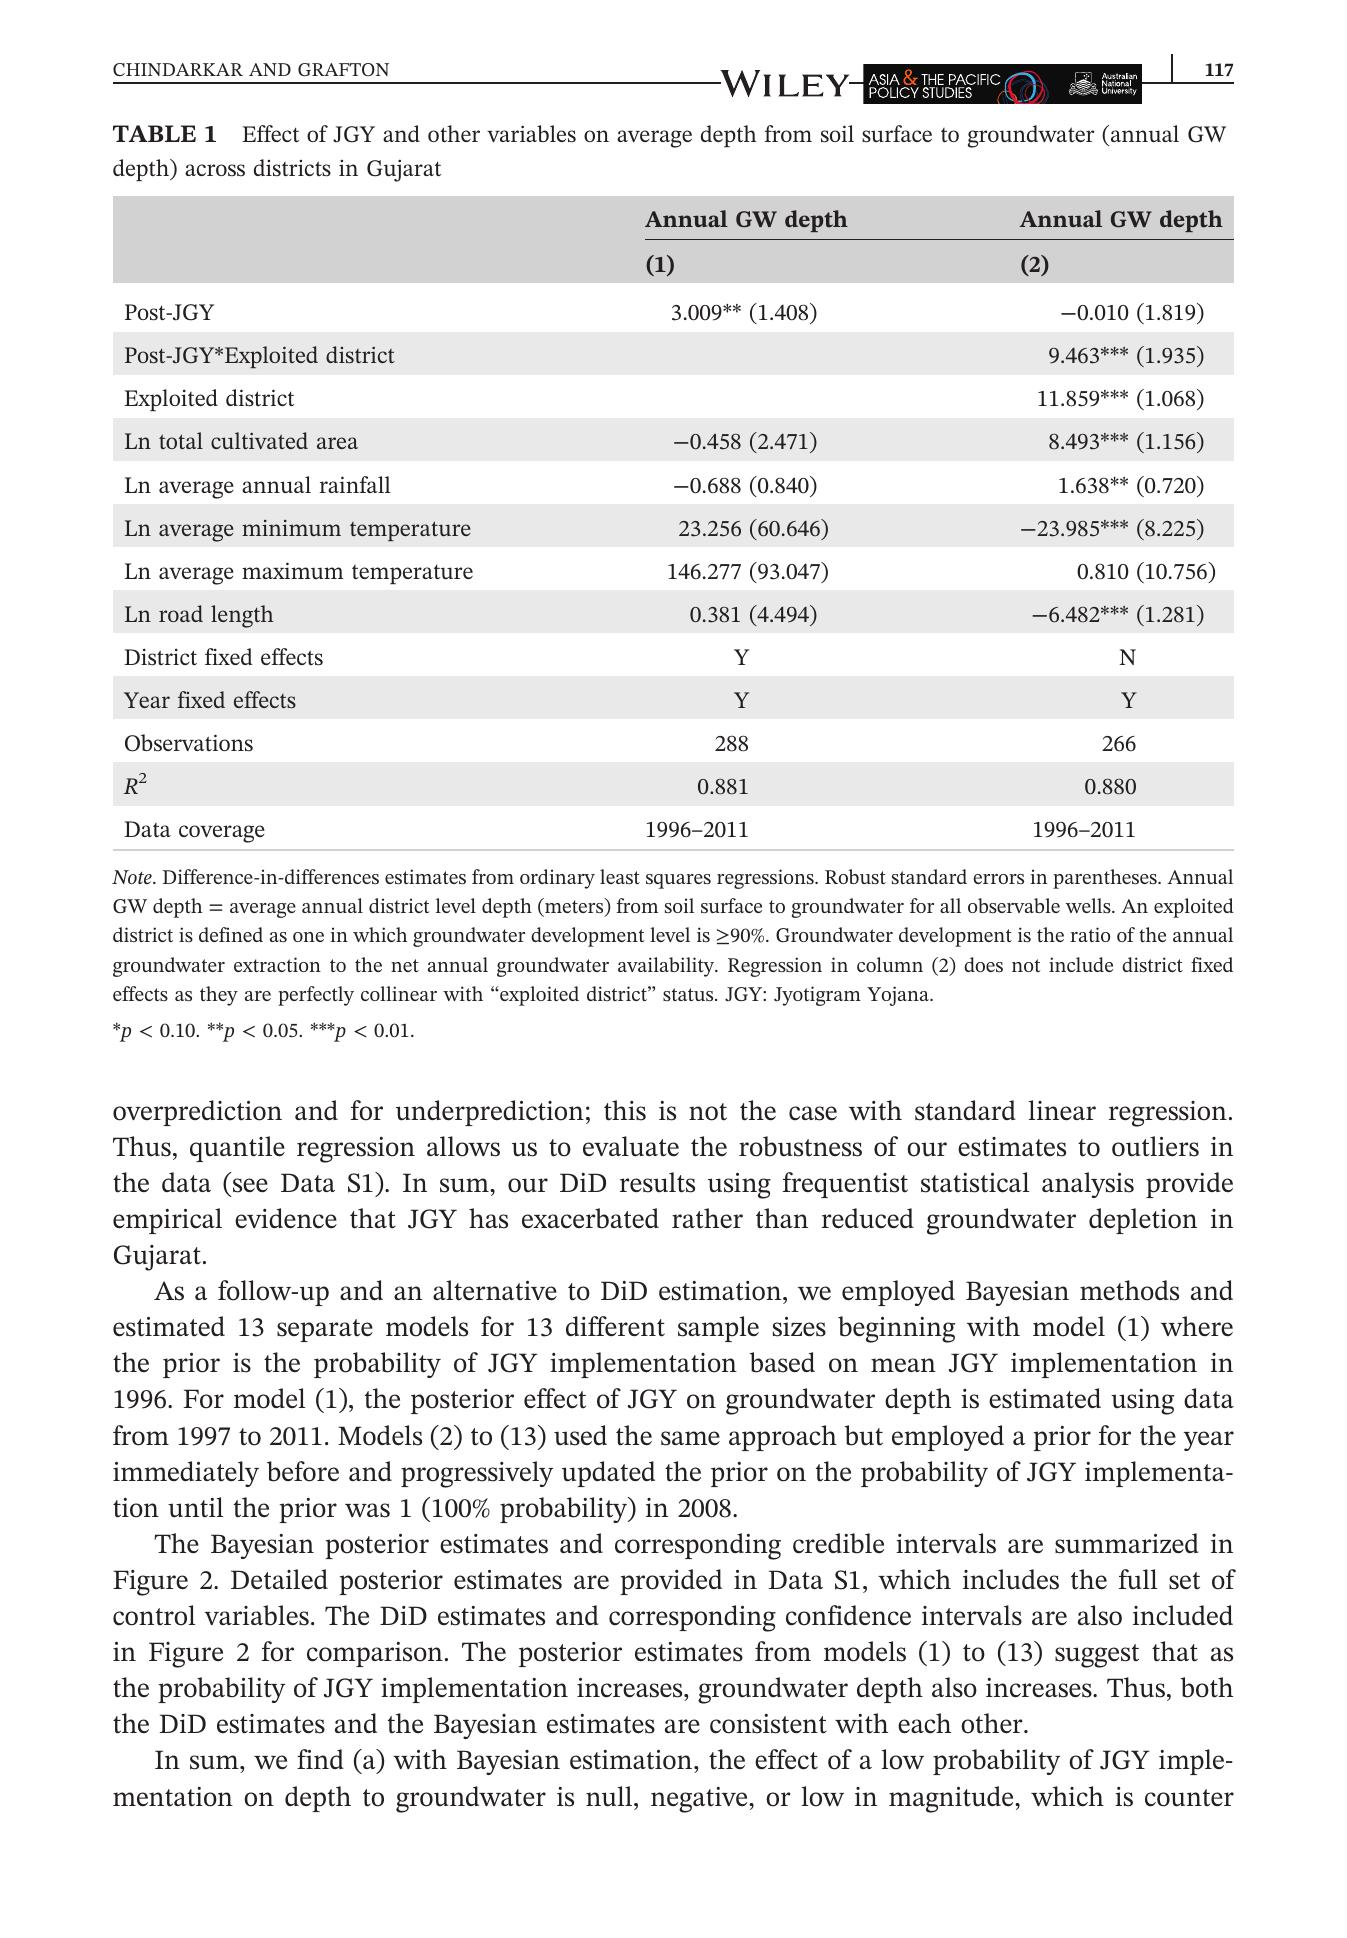 CHINDARKAR AND GRAFTON
WILEY
ASIA & THE PACIFIC
POLICY STUDIES
Australian
National
University
117
TABLE 1 Effect of JGY and other variables on average depth from soil surface to groundwater (annual GW
depth) across districts in Gujarat
Annual GW depth Annual GW depth
(1) (2)
Post-JGY 3.009** (1.408) −0.010 (1.819)
Post-JGY*Exploited district 9.463*** (1.935)
Exploited district 11.859*** (1.068)
Ln total cultivated area −0.458 (2.471) 8.493*** (1.156)
Ln average annual rainfall −0.688 (0.840) 1.638** (0.720)
Ln average minimum temperature 23.256 (60.646) −23.985*** (8.225)
Ln average maximum temperature 146.277 (93.047) 0.810 (10.756)
Ln road length 0.381 (4.494) −6.482*** (1.281)
District fixed effects Y N
Year fixed effects Y Y
Observations 288 266
R² 0.881 0.880
Data coverage 1996–2011 1996–2011
Note. Difference-in-differences estimates from ordinary least squares regressions. Robust standard errors in parentheses. Annual
GW depth = average annual district level depth (meters) from soil surface to groundwater for all observable wells. An exploited
district is defined as one in which groundwater development level is ≥90%. Groundwater development is the ratio of the annual
groundwater extraction to the net annual groundwater availability. Regression in column (2) does not include district fixed
effects as they are perfectly collinear with “exploited district” status. JGY: Jyotigram Yojana.
*p < 0.10. **p < 0.05. ***p < 0.01.
overprediction and for underprediction; this is not the case with standard linear regression.
Thus, quantile regression allows us to evaluate the robustness of our estimates to outliers in
the data (see Data S1). In sum, our DiD results using frequentist statistical analysis provide
empirical evidence that JGY has exacerbated rather than reduced groundwater depletion in
Gujarat.
As a follow-up and an alternative to DiD estimation, we employed Bayesian methods and
estimated 13 separate models for 13 different sample sizes beginning with model (1) where
the prior is the probability of JGY implementation based on mean JGY implementation in
1996. For model (1), the posterior effect of JGY on groundwater depth is estimated using data
from 1997 to 2011. Models (2) to (13) used the same approach but employed a prior for the year
immediately before and progressively updated the prior on the probability of JGY implementa-
tion until the prior was 1 (100% probability) in 2008.
The Bayesian posterior estimates and corresponding credible intervals are summarized in
Figure 2. Detailed posterior estimates are provided in Data S1, which includes the full set of
control variables. The DiD estimates and corresponding confidence intervals are also included
in Figure 2 for comparison. The posterior estimates from models (1) to (13) suggest that as
the probability of JGY implementation increases, groundwater depth also increases. Thus, both
the DiD estimates and the Bayesian estimates are consistent with each other.
In sum, we find (a) with Bayesian estimation, the effect of a low probability of JGY imple-
mentation on depth to groundwater is null, negative, or low in magnitude, which is counter